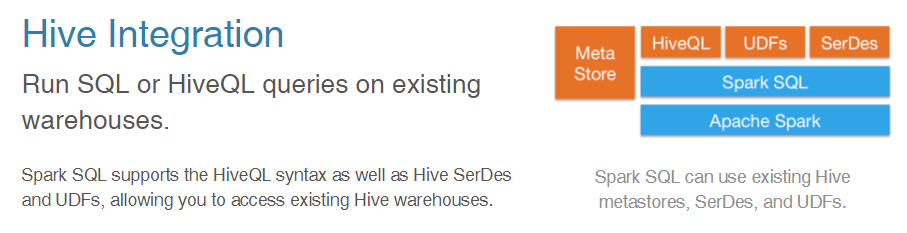 Hive Integration
Run SQL or HiveQL queries on existing
warehouses.
Spark SQL supports the HiveQL syntax as well as Hive SerDes
and UDFs, allowing you to access existing Hive warehouses.
Meta
Store
HiveQL
UDFs
SerDes
Spark SQL
Apache Spark
Spark SQL can use existing Hive
metastores, SerDes, and UDFs.